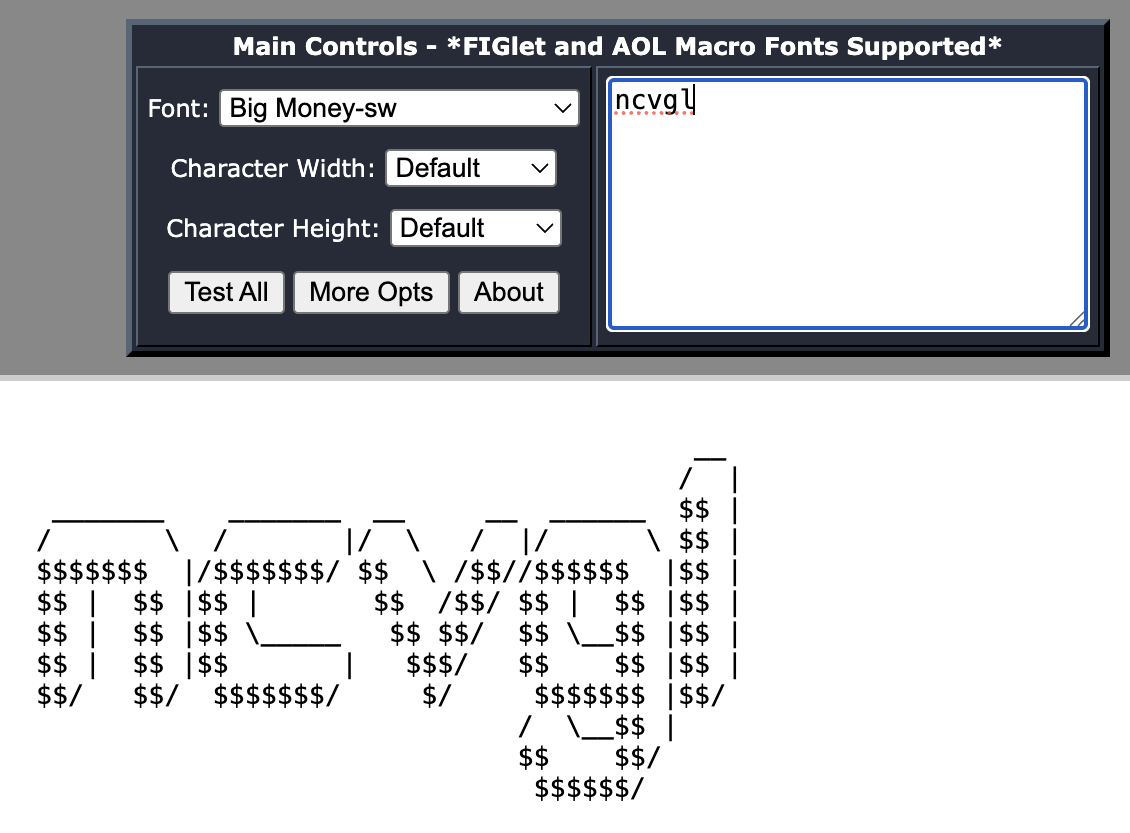 Main Controls - *FIGlet and AOL Macro Fonts Supported*
Font: Big Money-sw
Character Width: Default
Character Height: Default
Test All More Opts About
ncvgl
                                         __
                                        /  |
 _______    _______  __     __  ______  $$ |
/       \  /       |/  \   /  |/      \ $$ |
$$$$$$$  |/$$$$$$$/ $$  \ /$$//$$$$$$  |$$ |
$$ |  $$ |$$ |       $$  /$$/ $$ |  $$ |$$ |
$$ |  $$ |$$ \_____   $$ $$/  $$ \__$$ |$$ |
$$ |  $$ |$$       |   $$$/   $$    $$ |$$ |
$$/   $$/  $$$$$$$/     $/     $$$$$$$ |$$/
                              /  \__$$ |
                              $$    $$/
                               $$$$$$/